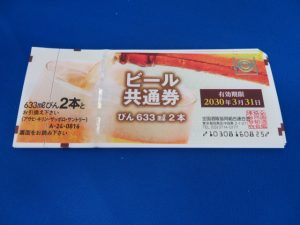 633㎖びん2本と
お引換え下さい
(アサヒ・キリン・サッポロ・サントリー)
K-24-0816
裏面をお読み下さい
ビール
共通券
びん633㎖2本
有効期限
2030年3月31日
全国酒販協同組合連合会